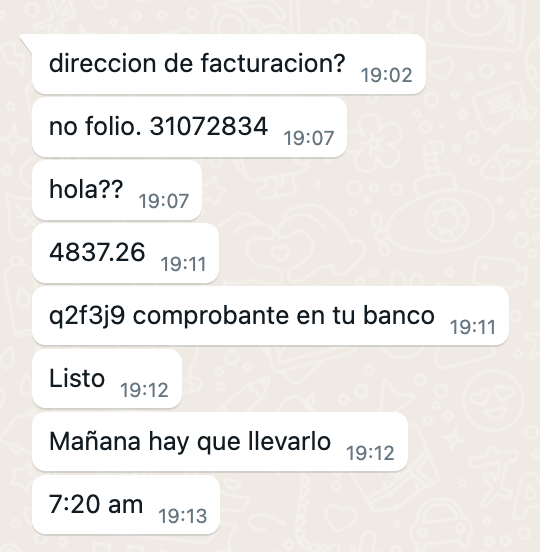 direccion de facturacion? 19:02
no folio. 31072834 19:07
hola?? 19:07
4837.26 19:11
q2f3j9 comprobante en tu banco 19:11
Listo 19:12
Mañana hay que llevarlo 19:12
7:20 am 19:13